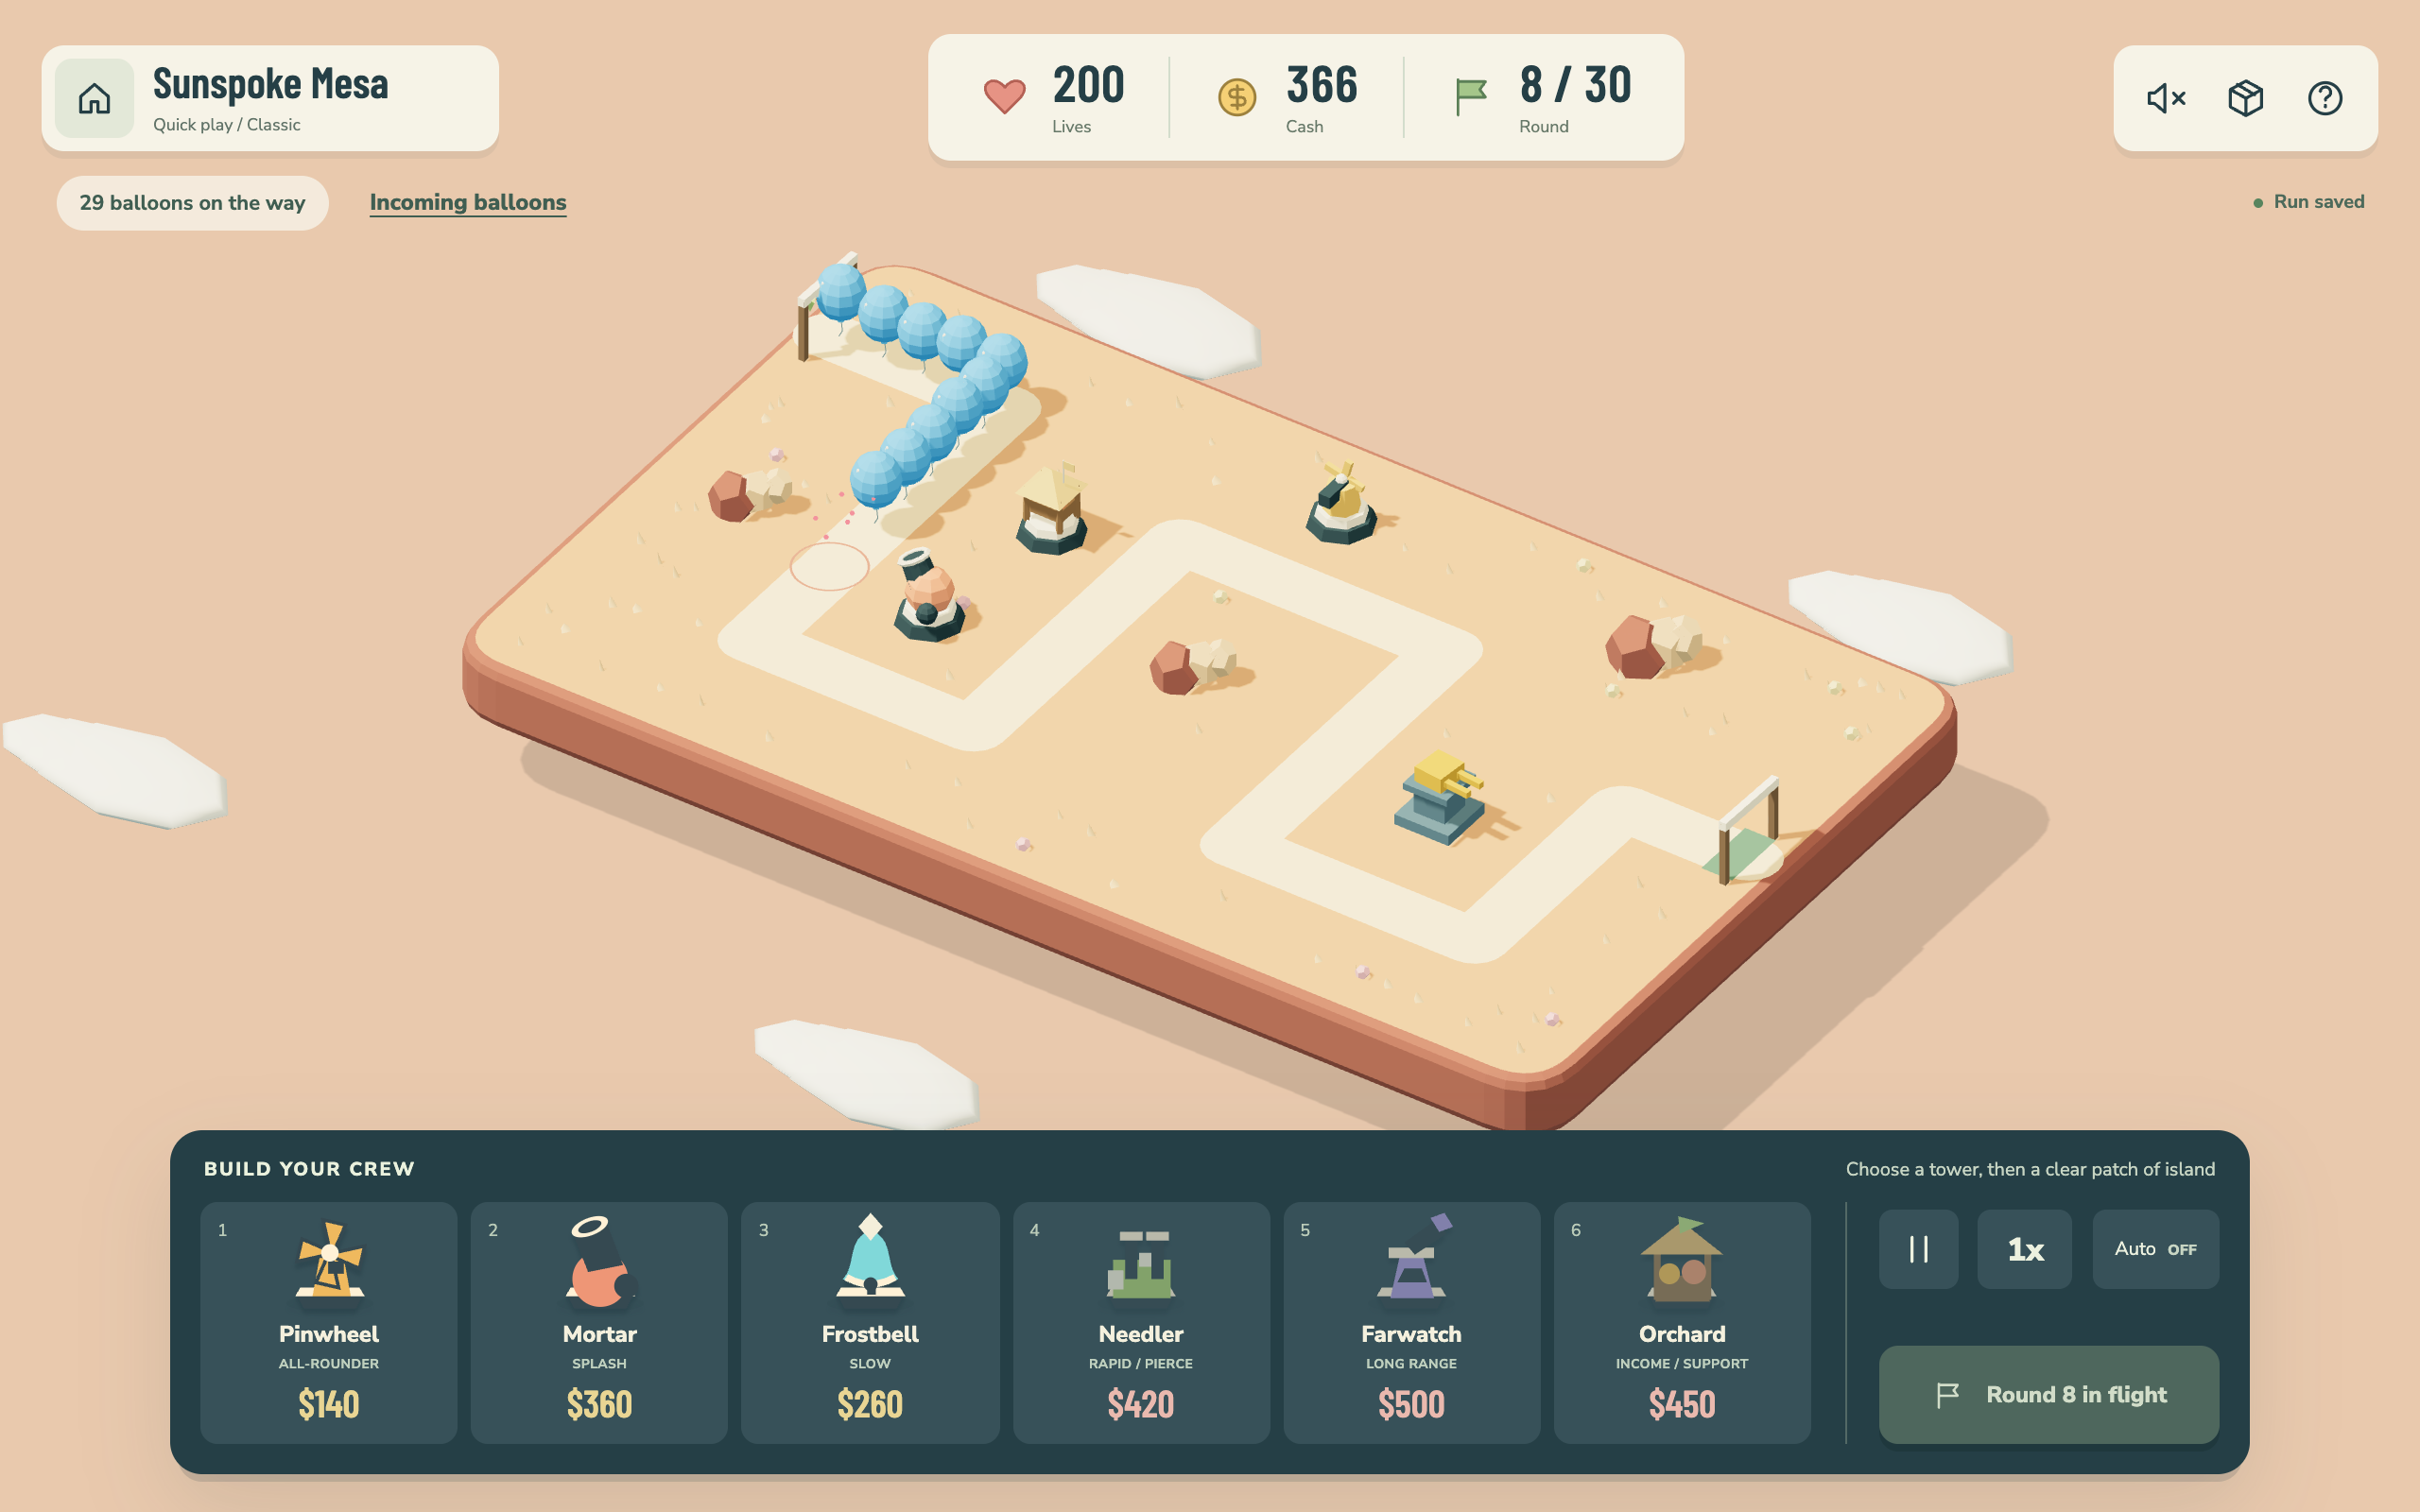 Sunspoke Mesa
Quick play / Classic
200
Lives
366
Cash
8 / 30
Round
29 balloons on the way
Incoming balloons
Run saved
BUILD YOUR CREW
Choose a tower, then a clear patch of island
1
Pinwheel
ALL-ROUNDER
$140
2
Mortar
SPLASH
$360
3
Frostbell
SLOW
$260
4
Needler
RAPID / PIERCE
$420
5
Farwatch
LONG RANGE
$500
6
Orchard
INCOME / SUPPORT
$450
1x
Auto OFF
Round 8 in flight